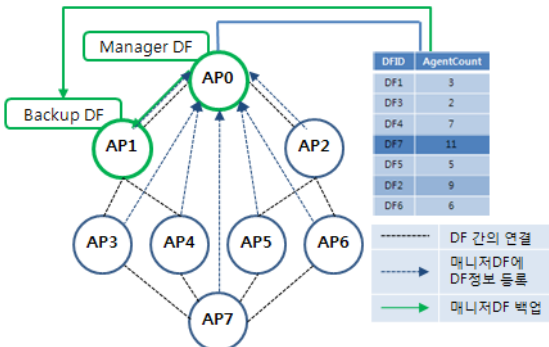 Manager DF
AP0
Backup DF
AP1
AP2
AP3
AP4
AP5
AP6
AP7
DFID AgentCount
DF1 3
DF3 2
DF4 7
DF7 11
DF5 5
DF2 9
DF6 6
DF 간의 연결
매니저DF에
DF정보 등록
매니저DF 백업